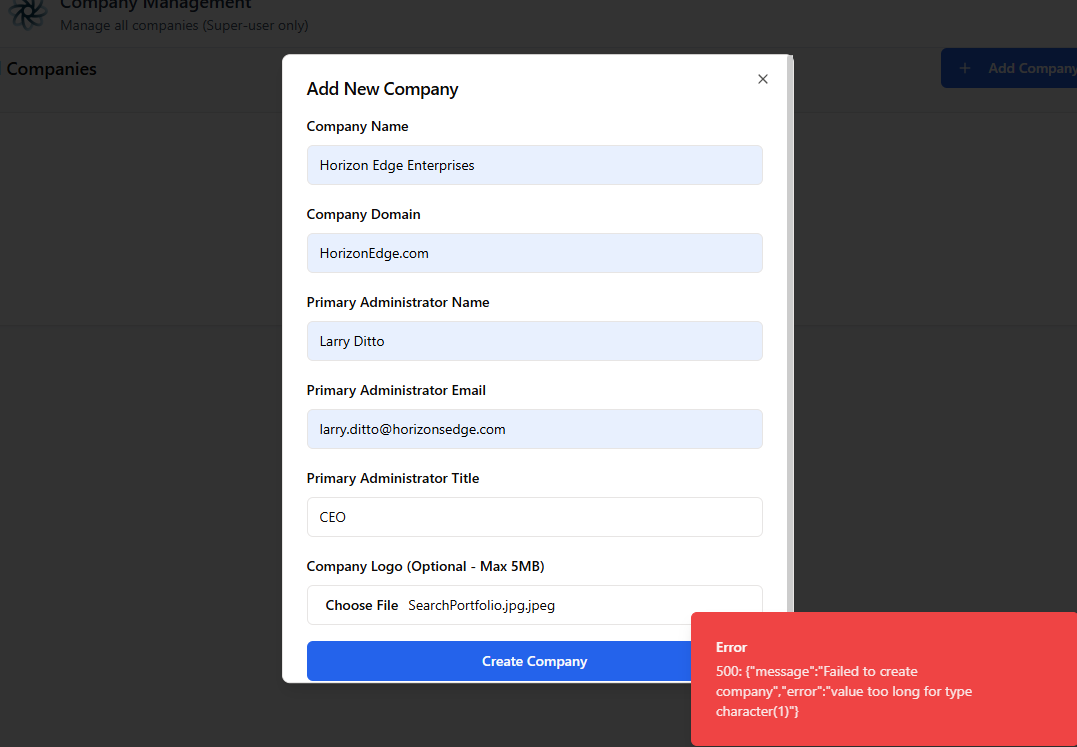 Company Management
Manage all companies (Super-user only)
Companies
+ Add Company
Add New Company
Company Name
Horizon Edge Enterprises
Company Domain
HorizonEdge.com
Primary Administrator Name
Larry Ditto
Primary Administrator Email
larry.ditto@horizonsedge.com
Primary Administrator Title
CEO
Company Logo (Optional - Max 5MB)
Choose File SearchPortfolio.jpg.jpeg
Create Company
Error
500: {"message":"Failed to create
company","error":"value too long for type
character(1)"}